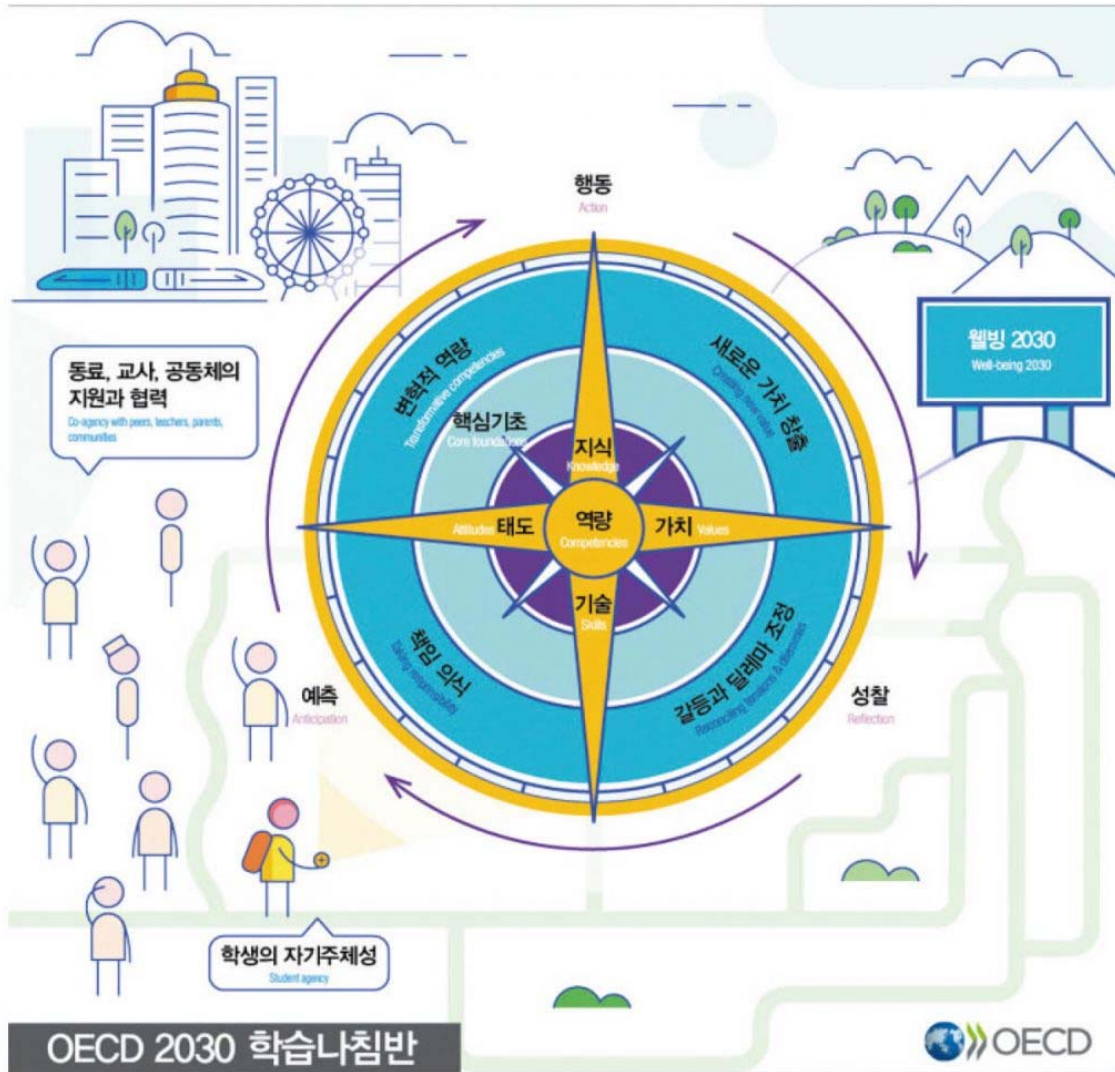 행동
Action
웰빙 2030
Well-being 2030
동료, 교사, 공동체의
지원과 협력
Co-agency with peers, teachers, parents,
communities
변혁적 역량
Transformative competencies
새로운 가치 창출
Creating new value
핵심기초
Core foundations
지식
Knowledge
Attitudes 태도
역량
Competencies
가치 Values
기술
Skills
책임 의식
Taking responsibility
갈등과 딜레마 조정
Reconciling tensions & dilemmas
예측
Anticipation
성찰
Reflection
학생의 자기주체성
Student agency
OECD 2030 학습나침반
OECD